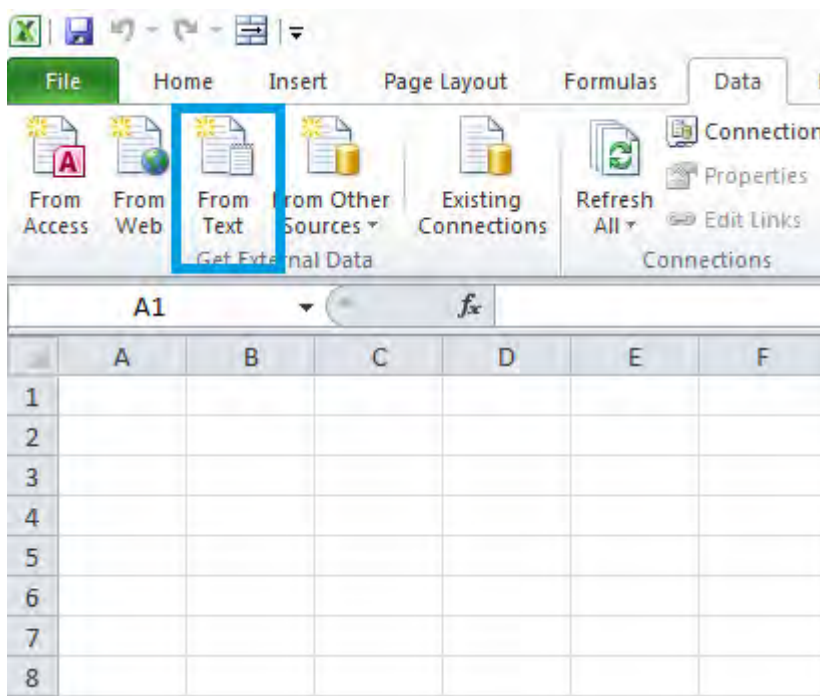 File Home Insert Page Layout Formulas Data
From Access
From Web
From Text
From Other Sources
Existing Connections
Refresh All
Connection
Properties
Edit Links
Get External Data
Connections
A1 fx
A B C D E F
1
2
3
4
5
6
7
8